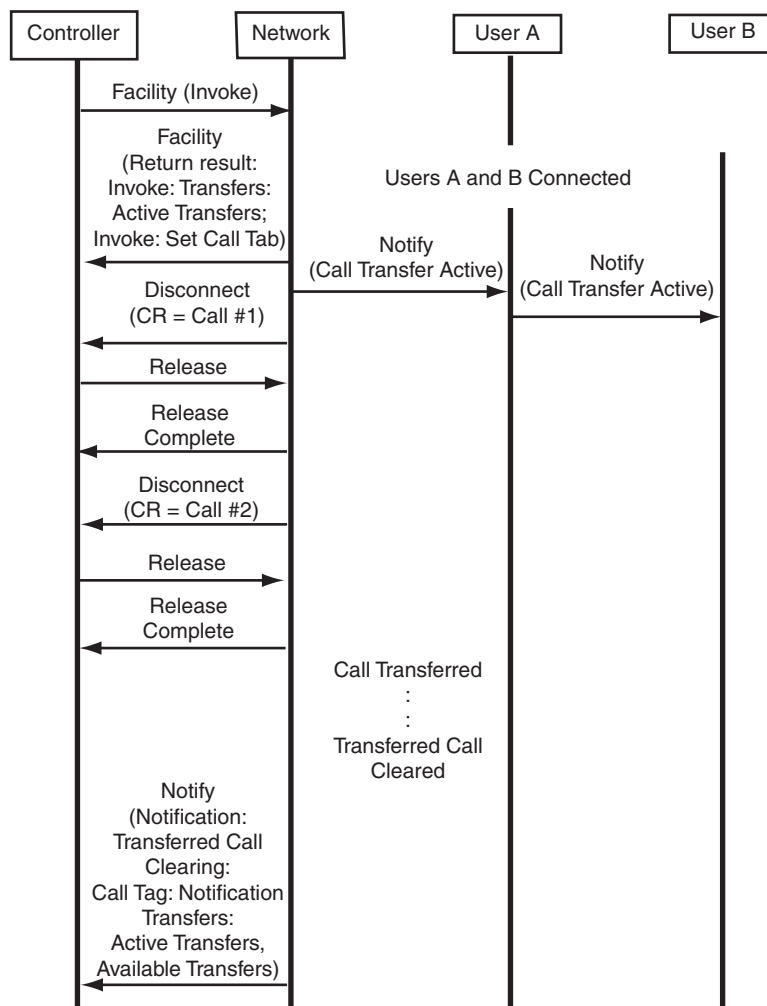 Controller
Network
User A
User B
Facility (Invoke)
Facility
(Return result:
Invoke: Transfers:
Active Transfers;
Invoke: Set Call Tab)
Users A and B Connected
Notify
(Call Transfer Active)
Notify
(Call Transfer Active)
Disconnect
(CR = Call #1)
Release
Release
Complete
Disconnect
(CR = Call #2)
Release
Release
Complete
Call Transferred
:
:
Transferred Call
Cleared
Notify
(Notification:
Transferred Call
Clearing:
Call Tag: Notification
Transfers:
Active Transfers,
Available Transfers)